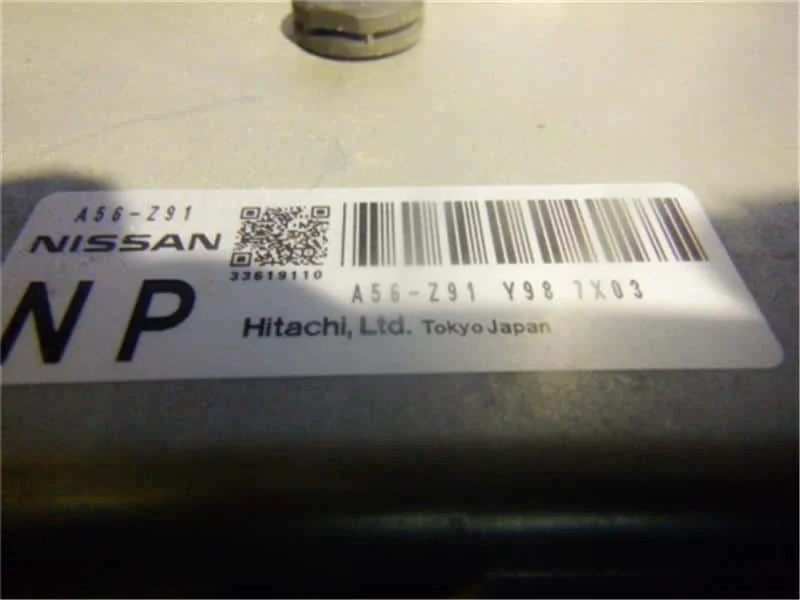 A56-Z91
NISSAN
33619110
A56-Z91 Y98 7X03
NP
Hitachi, Ltd. Tokyo Japan